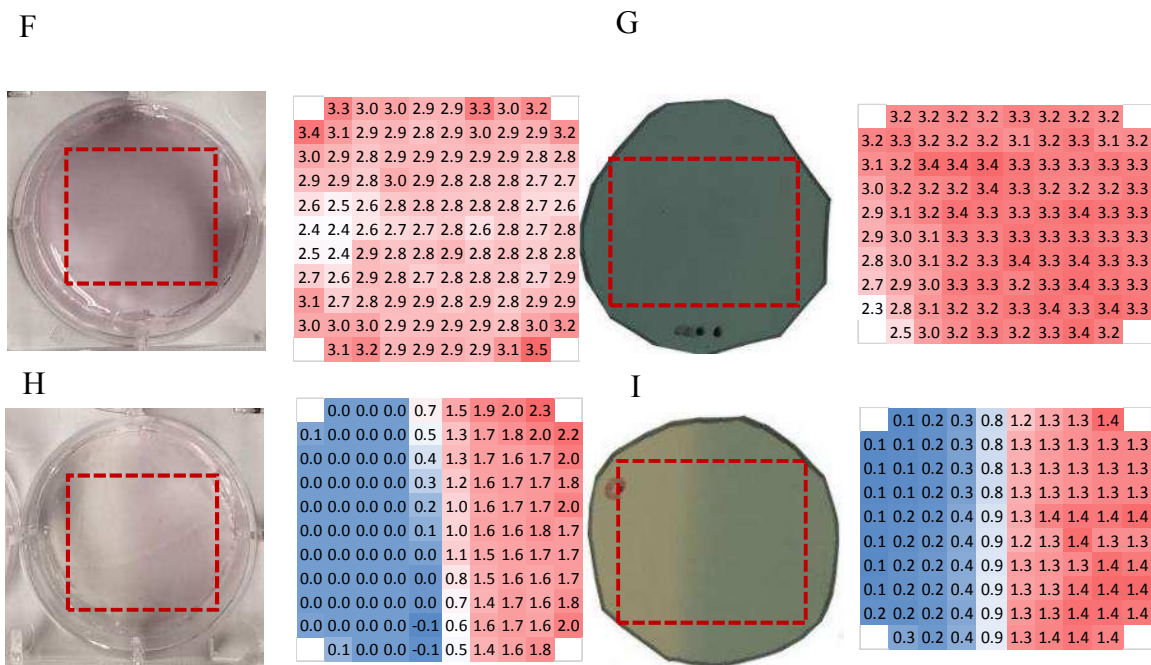 F
3.3 3.0 3.0 2.9 2.9 3.3 3.0 3.2
3.4 3.1 2.9 2.9 2.8 2.9 3.0 2.9 2.9 3.2
3.0 2.9 2.8 2.9 2.9 2.9 2.9 2.9 2.8 2.8
2.9 2.9 2.8 3.0 2.9 2.8 2.8 2.8 2.7 2.7
2.6 2.5 2.6 2.8 2.8 2.8 2.8 2.8 2.7 2.6
2.4 2.4 2.6 2.7 2.7 2.8 2.6 2.8 2.7 2.8
2.5 2.4 2.9 2.8 2.8 2.9 2.8 2.8 2.8 2.8
2.7 2.6 2.9 2.8 2.7 2.8 2.8 2.8 2.7 2.9
3.1 2.7 2.8 2.9 2.9 2.8 2.8 2.8 2.9 2.9
3.0 3.0 3.0 2.9 2.9 2.9 2.9 2.8 3.0 3.2
3.1 3.2 2.9 2.9 2.9 2.9 3.1 3.5
G
3.2 3.2 3.2 3.2 3.3 3.2 3.2 3.2
3.2 3.3 3.2 3.2 3.2 3.1 3.2 3.3 3.1 3.2
3.1 3.2 3.4 3.4 3.4 3.3 3.3 3.3 3.3 3.3
3.0 3.2 3.2 3.2 3.4 3.3 3.2 3.2 3.2 3.3
2.9 3.1 3.2 3.4 3.3 3.3 3.3 3.4 3.3 3.3
2.9 3.0 3.1 3.3 3.3 3.3 3.3 3.3 3.3 3.3
2.8 3.0 3.1 3.2 3.3 3.4 3.3 3.4 3.3 3.3
2.9 3.0 3.1 3.0 3.3 3.2 3.3 3.4 3.3 3.3
2.3 2.8 3.1 3.2 3.2 3.3 3.4 3.3 3.4 3.3
2.5 3.0 3.2 3.3 3.2 3.3 3.4 3.2
H
0.0 0.0 0.0 0.7 1.5 1.9 2.0 2.3
0.1 0.0 0.0 0.0 0.5 1.3 1.7 1.8 2.0 2.2
0.0 0.0 0.0 0.0 0.4 1.3 1.7 1.6 1.7 2.0
0.0 0.0 0.0 0.0 0.3 1.2 1.6 1.7 1.7 1.8
0.0 0.0 0.0 0.0 0.2 1.0 1.6 1.7 1.7 2.0
0.0 0.0 0.0 0.0 0.1 1.0 1.6 1.6 1.8 1.7
0.0 0.0 0.0 0.0 0.0 1.1 1.5 1.6 1.7 1.7
0.0 0.0 0.0 0.0 0.0 0.8 1.5 1.6 1.6 1.7
0.0 0.0 0.0 0.0 0.0 0.7 1.4 1.7 1.6 1.8
0.0 0.0 0.0 0.0 -0.1 0.6 1.6 1.7 1.6 2.0
0.1 0.0 0.0 -0.1 0.5 1.4 1.6 1.8
I
0.1 0.2 0.3 0.8 1.2 1.3 1.3 1.4
0.1 0.1 0.2 0.3 0.8 1.3 1.3 1.3 1.3 1.3
0.1 0.1 0.2 0.3 0.8 1.3 1.3 1.3 1.3 1.3
0.1 0.1 0.2 0.3 0.8 1.3 1.3 1.3 1.3 1.3
0.1 0.2 0.2 0.4 0.9 1.3 1.4 1.4 1.4 1.4
0.1 0.2 0.2 0.4 0.9 1.2 1.3 1.4 1.3 1.3
0.1 0.2 0.2 0.4 0.9 1.3 1.3 1.3 1.4 1.4
0.1 0.2 0.2 0.4 0.9 1.3 1.3 1.4 1.4 1.4
0.2 0.2 0.2 0.4 0.9 1.3 1.3 1.4 1.4 1.4
0.3 0.2 0.4 0.9 1.3 1.4 1.4 1.4